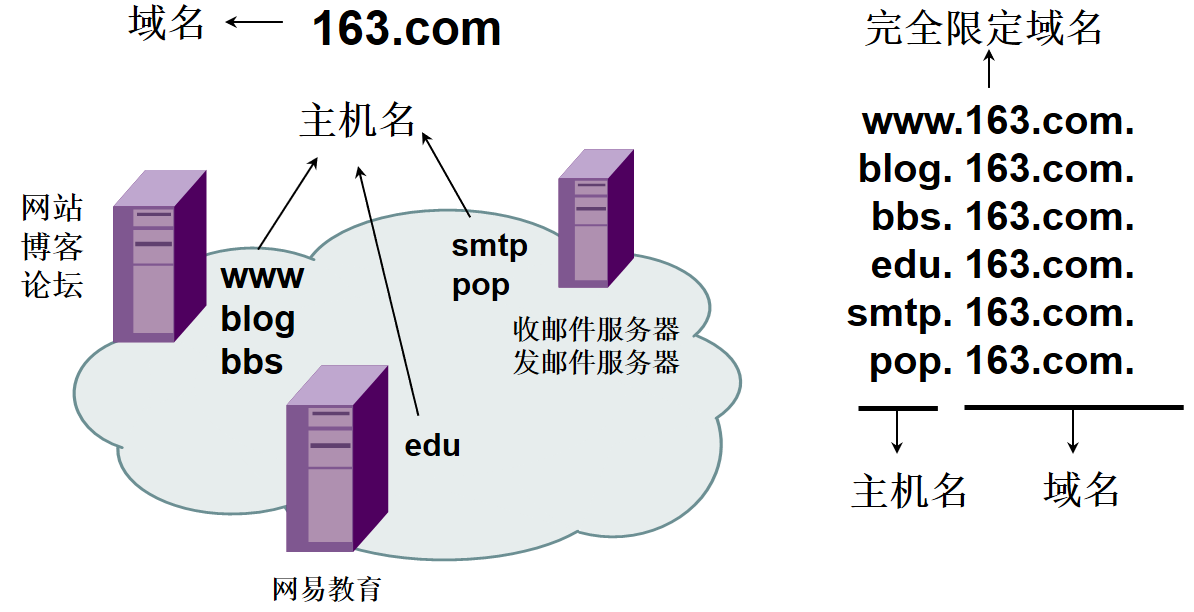 域名
163.com
主机名
网站
博客
论坛
www
blog
bbs
smtp
pop
收邮件服务器
发邮件服务器
edu
网易教育
完全限定域名
www.163.com.
blog. 163.com.
bbs. 163.com.
edu. 163.com.
smtp. 163.com.
pop. 163.com.
主机名
域名